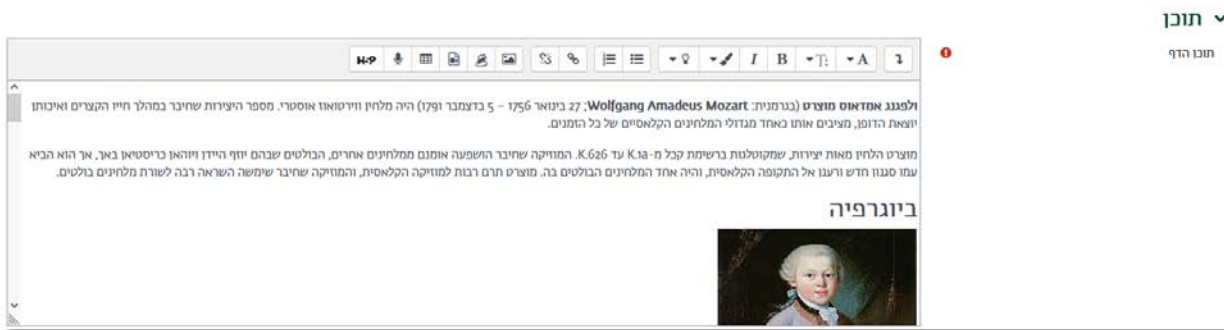 תוכן
תוכן הדף
B I
H-P
וולפגנג אמדאוס מוצרט (בגרמנית: Wolfgang Amadeus Mozart; 27 בינואר 1756 – 5 בדצמבר 1791) היה מלחין ווירטואוז אוסטרי. מספר היצירות שחיבר במהלך חייו הקצרים ואיכותן
יוצאת הדופן, מציבים אותו כאחד מגדולי המלחינים הקלאסיים של כל הזמנים.
מוצרט הלחין מאות יצירות, שמקוטלגות ברשימת קכל מ-K.1a עד K.626. המוזיקה שחיבר הושפעה אומנם ממלחינים אחרים, הבולטים שבהם יוזף היידן ויוהאן כריסטיאן באך, אך הוא הביא
עמו סגנון חדש ורענן אל התקופה הקלאסית, והיה אחד המלחינים הבולטים בה. מוצרט תרם רבות למוזיקה הקלאסית, והמוזיקה שחיבר שימשה השראה רבה לשורת מלחינים בולטים.
ביוגרפיה